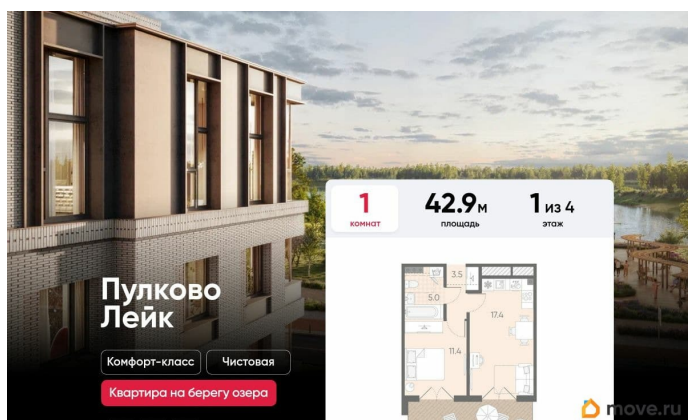 1
комнат
42.9м
площадь
1 из 4
этаж
Пулково
Лейк
Комфорт-класс
Чистовая
Квартира на берегу озера
3.5
5.0
17.4
11.4
move.ru